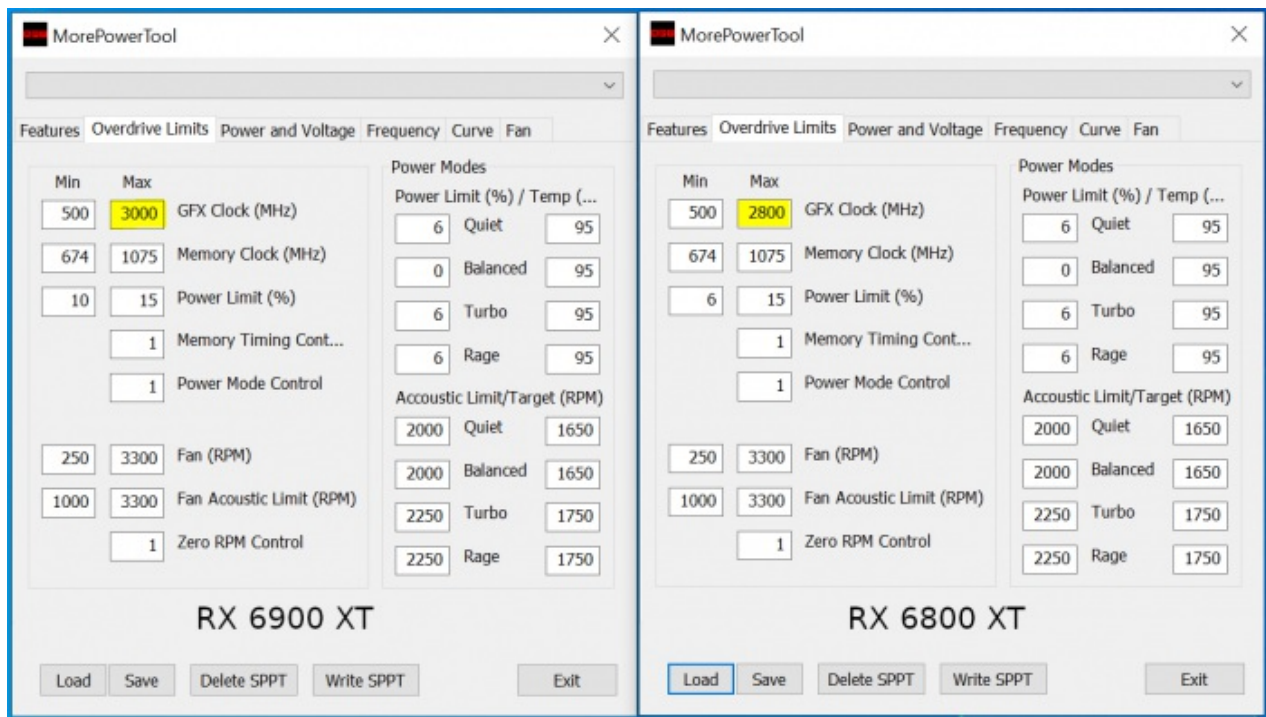 MorePowerTool
Features Overdrive Limits Power and Voltage Frequency Curve Fan
Min Max
500 3000 GFX Clock (MHz)
674 1075 Memory Clock (MHz)
10 15 Power Limit (%)
1 Memory Timing Cont...
1 Power Mode Control
250 3300 Fan (RPM)
1000 3300 Fan Acoustic Limit (RPM)
1 Zero RPM Control
Power Modes
Power Limit (%) / Temp (...
6 Quiet 95
0 Balanced 95
6 Turbo 95
6 Rage 95
Accoustic Limit/Target (RPM)
2000 Quiet 1650
2000 Balanced 1650
2250 Turbo 1750
2250 Rage 1750
RX 6900 XT
Load Save Delete SPPT Write SPPT Exit
MorePowerTool
Features Overdrive Limits Power and Voltage Frequency Curve Fan
Min Max
500 2800 GFX Clock (MHz)
674 1075 Memory Clock (MHz)
6 15 Power Limit (%)
1 Memory Timing Cont...
1 Power Mode Control
250 3300 Fan (RPM)
1000 3300 Fan Acoustic Limit (RPM)
1 Zero RPM Control
Power Modes
Power Limit (%) / Temp (...
6 Quiet 95
0 Balanced 95
6 Turbo 95
6 Rage 95
Accoustic Limit/Target (RPM)
2000 Quiet 1650
2000 Balanced 1650
2250 Turbo 1750
2250 Rage 1750
RX 6800 XT
Load Save Delete SPPT Write SPPT Exit